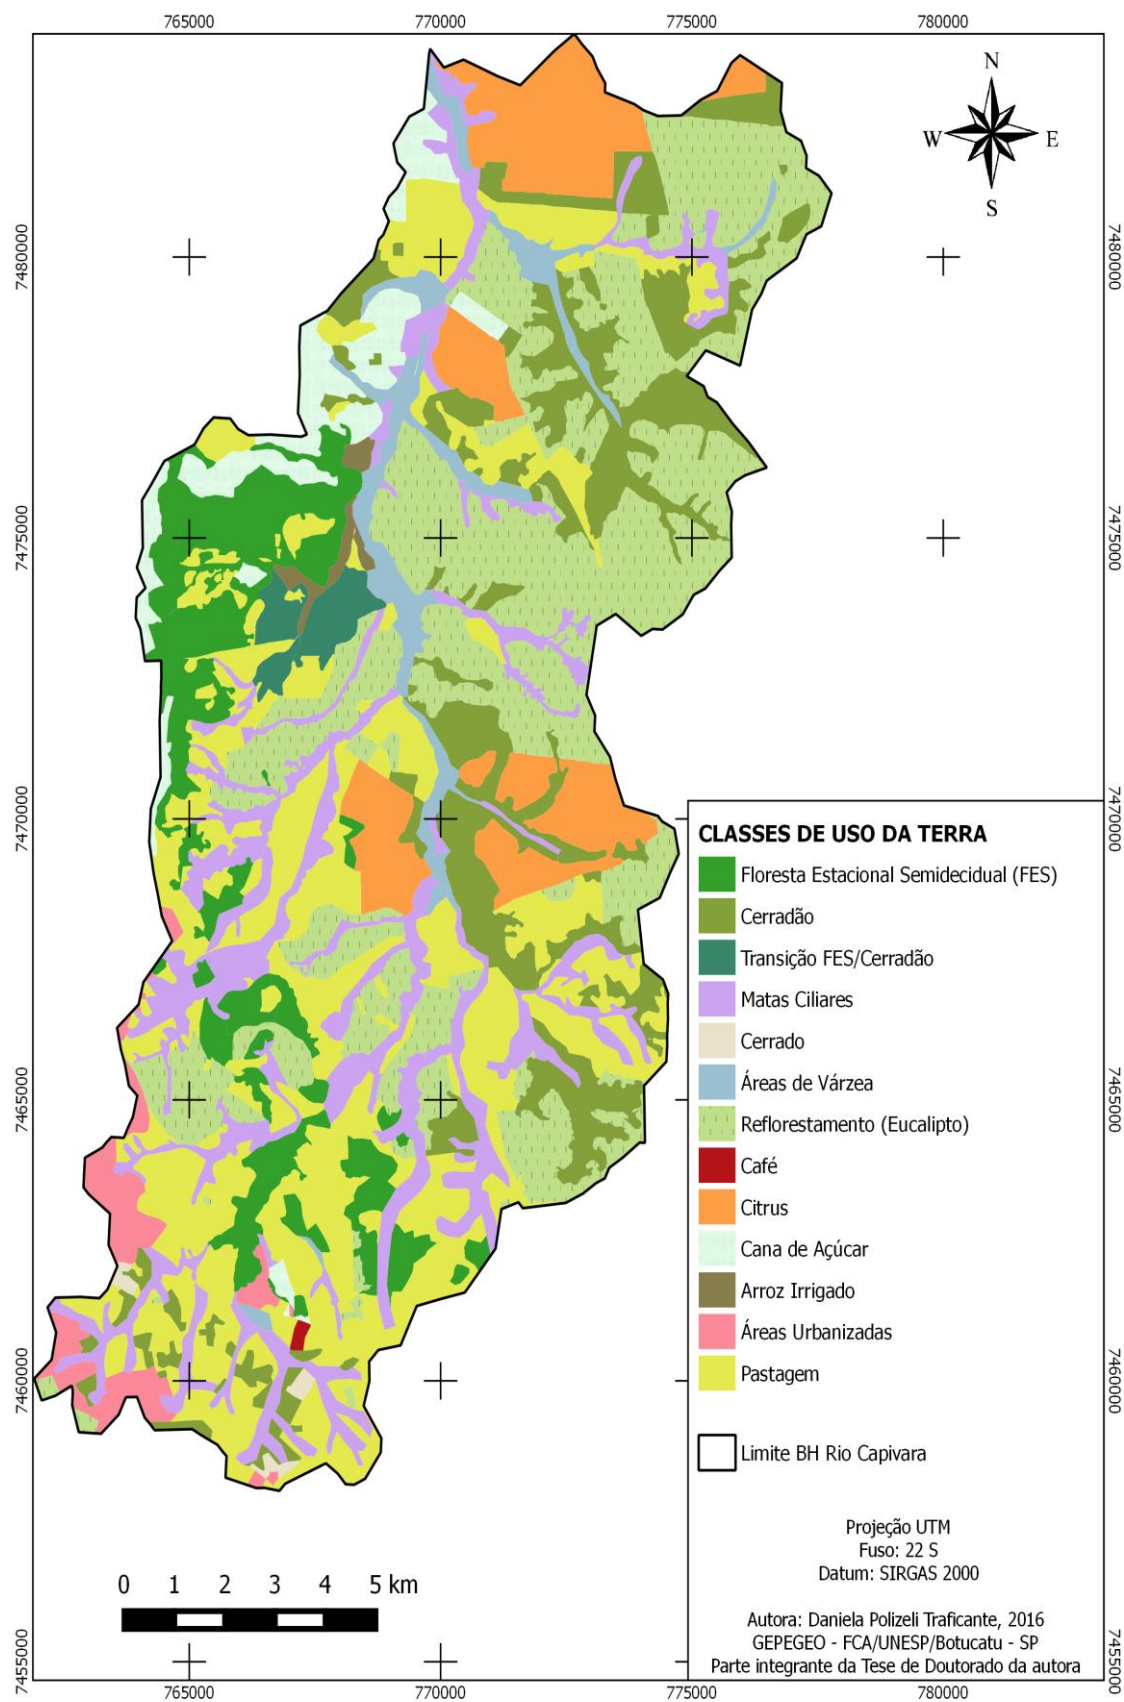 765000 770000 775000 780000
N
W E
S
7480000 7480000
7475000 7475000
7470000 7470000
CLASSES DE USO DA TERRA
Floresta Estacional Semidecidual (FES)
Cerradão
Transição FES/Cerradão
Matas Ciliares
Cerrado
Áreas de Várzea
Reflorestamento (Eucalipto)
Café
Citrus
Cana de Açúcar
Arroz Irrigado
Áreas Urbanizadas
Pastagem
Limite BH Rio Capivara
7465000 7465000
7460000 7460000
Projeção UTM
Fuso: 22 S
Datum: SIRGAS 2000
0 1 2 3 4 5 km
Autora: Daniela Polizeli Traficante, 2016
GEPEGEO - FCA/UNESP/Botucatu - SP
Parte integrante da Tese de Doutorado da autora
7455000 7455000
765000 770000 775000 780000